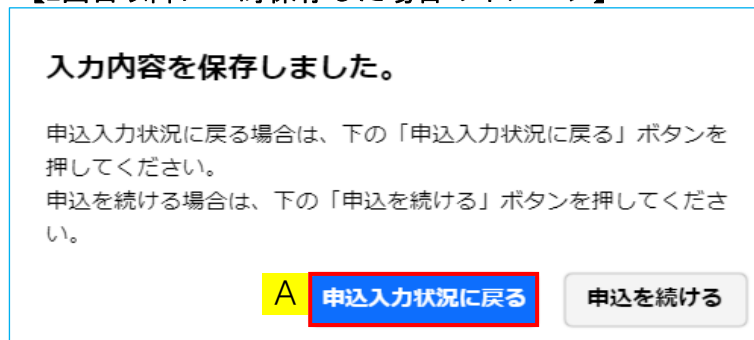 入力内容を保存しました。
申込入力状況に戻る場合は、下の「申込入力状況に戻る」ボタンを
押してください。
申込を続ける場合は、下の「申込を続ける」ボタンを押してくださ
い。
A 申込入力状況に戻る 申込を続ける